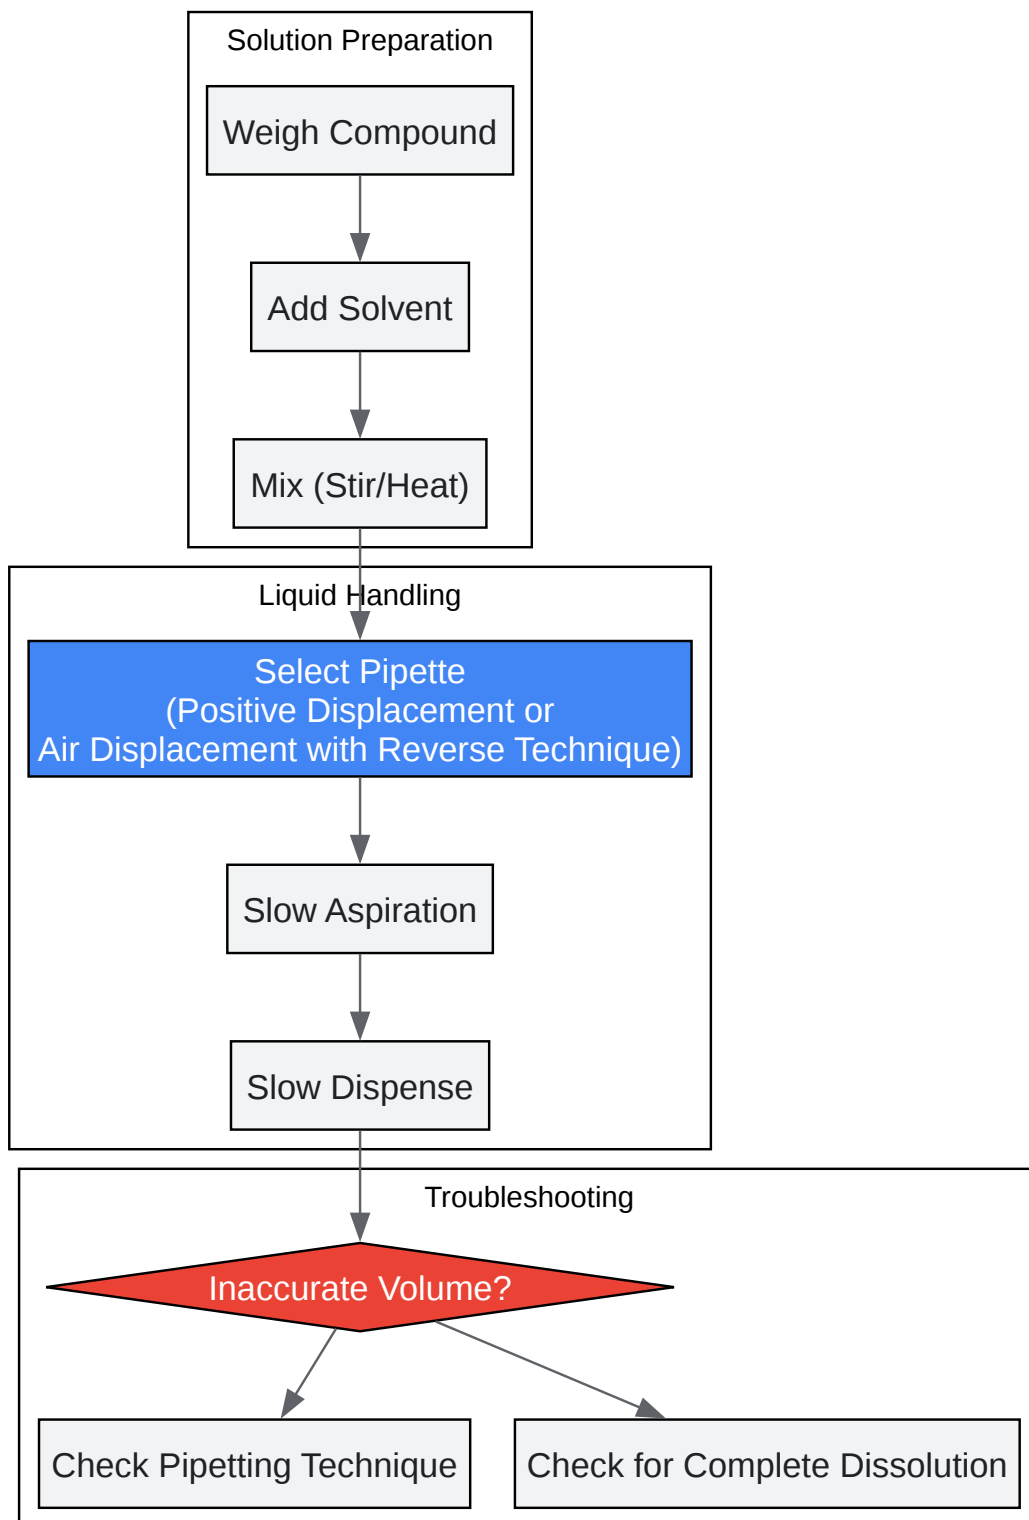 Solution Preparation
Weigh Compound
Add Solvent
Mix (Stir/Heat)
Liquid Handling
Select Pipette
(Positive Displacement or
Air Displacement with Reverse Technique)
Slow Aspiration
Slow Dispense
Troubleshooting
Inaccurate Volume?
Check Pipetting Technique
Check for Complete Dissolution